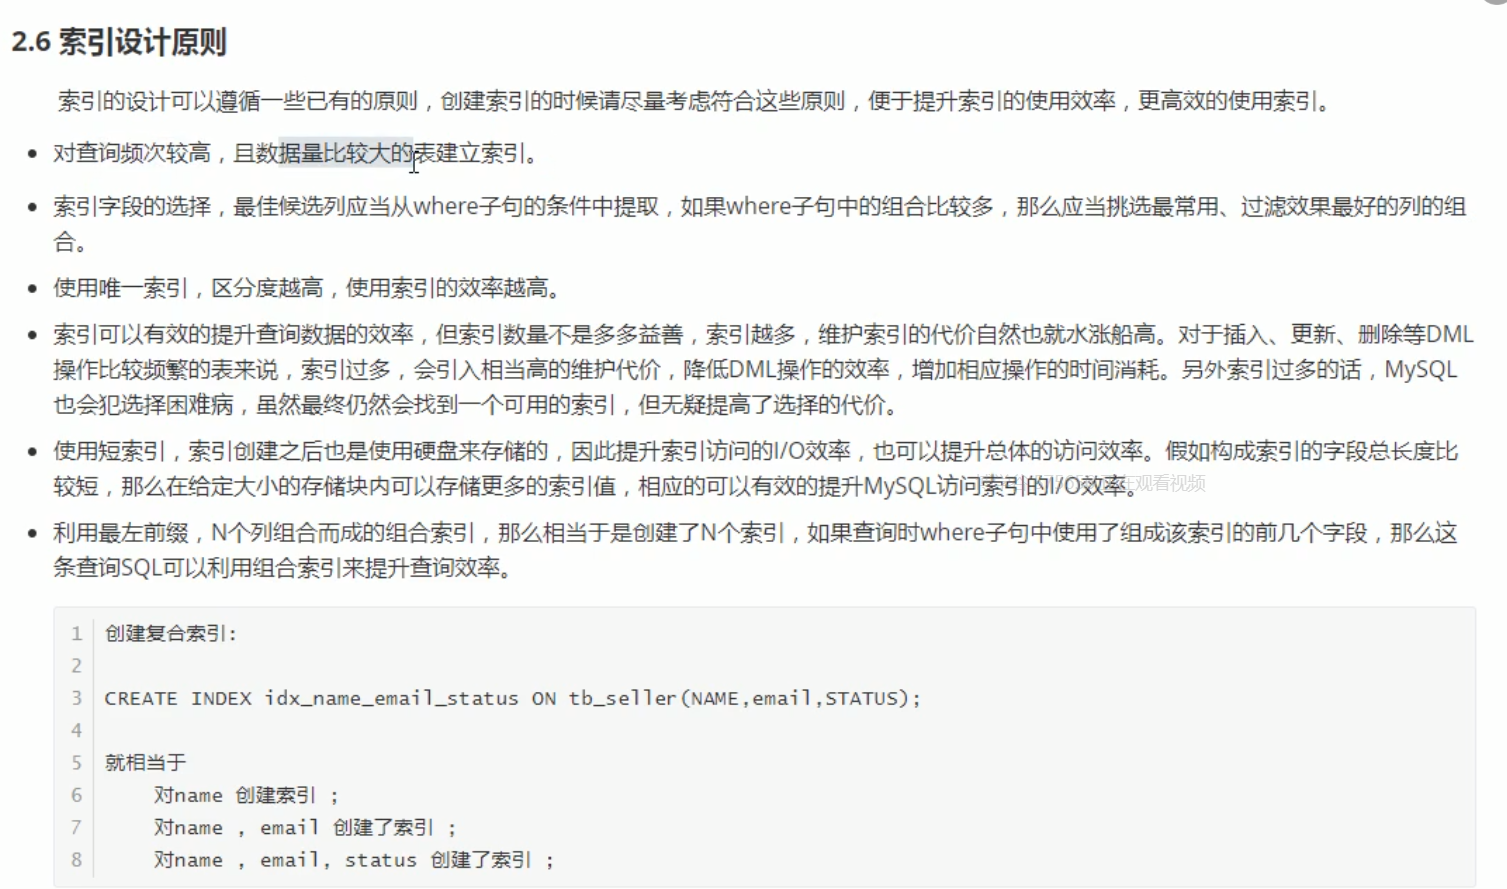 2.6 索引设计原则
索引的设计可以遵循一些已有的原则，创建索引的时候请尽量考虑符合这些原则，便于提升索引的使用效率，更高效的使用索引。
对查询频次较高，且数据量比较大的表建立索引。
索引字段的选择，最佳候选列应当从where子句的条件中提取，如果where子句中的组合比较多，那么应当挑选最常用、过滤效果最好的列的组
合。
使用唯一索引，区分度越高，使用索引的效率越高。
索引可以有效的提升查询数据的效率，但索引数量不是多多益善，索引越多，维护索引的代价自然也就水涨船高。对于插入、更新、删除等DML
操作比较频繁的表来说，索引过多，会引入相当高的维护代价，降低DML操作的效率，增加相应操作的时间消耗。另外索引过多的话，MySQL
也会犯选择困难病，虽然最终仍然会找到一个可用的索引，但无疑提高了选择的代价。
使用短索引，索引创建之后也是使用硬盘来存储的，因此提升索引访问的I/O效率，也可以提升总体的访问效率。假如构成索引的字段总长度比
较短，那么在给定大小的存储块内可以存储更多的索引值，相应的可以有效的提升MySQL访问索引的I/O效率。
在观看视频
利用最左前缀，N个列组合而成的组合索引，那么相当于是创建了N个索引，如果查询时where子句中使用了组成该索引的前几个字段，那么这
条查询SQL可以利用组合索引来提升查询效率。
1 创建复合索引:
2
3 CREATE INDEX idx_name_email_status ON tb_seller(NAME,email,STATUS);
4
5 就相当于
6 对name 创建索引 ;
7 对name , email 创建了索引 ;
8 对name , email, status 创建了索引 ;